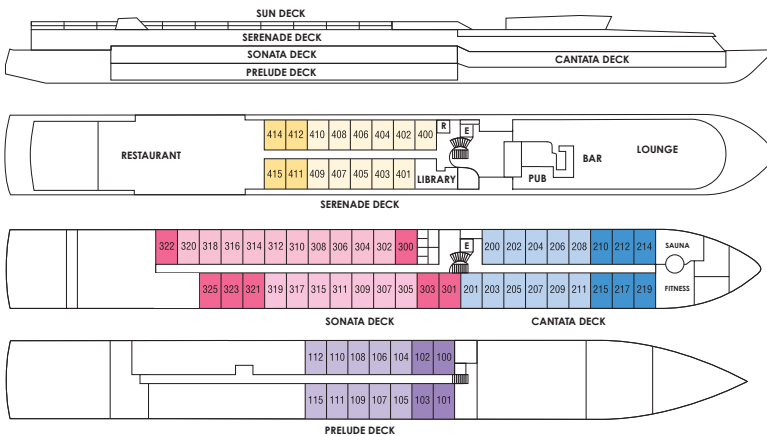 SUN DECK
SERENADE DECK
SONATA DECK
CANTATA DECK
PRELUDE DECK
414 412 410 408 406 404 402 400 R E
RESTAURANT BAR LOUNGE
415 411 409 407 405 403 401 LIBRARY PUB
SERENADE DECK
322 320 318 316 314 312 310 308 306 304 302 300 E 200 202 204 206 208 210 212 214 SAUNA
325 323 321 319 317 315 311 309 307 305 303 301 201 203 205 207 209 211 215 217 219 FITNESS
SONATA DECK CANTATA DECK
112 110 108 106 104 102 100
115 111 109 107 105 103 101
PRELUDE DECK